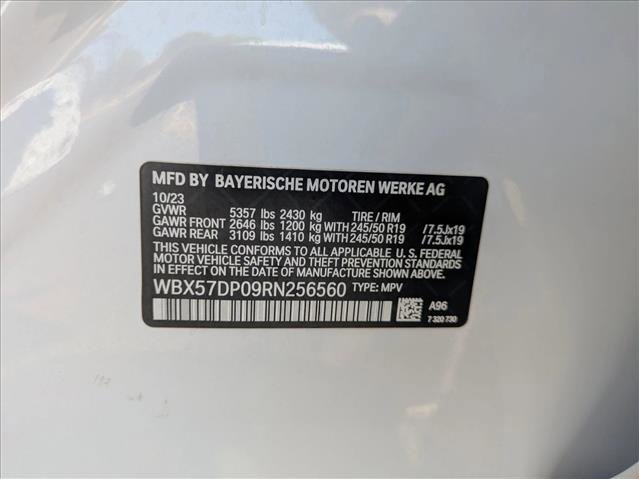 MFD BY BAYERISCHE MOTOREN WERKE AG
10/23
GVWR 5357 lbs 2430 kg TIRE / RIM
GAWR FRONT 2646 lbs 1200 kg WITH 245/50 R19 /7.5Jx19
GAWR REAR 3109 lbs 1410 kg WITH 245/50 R19 /7.5Jx19
THIS VEHICLE CONFORMS TO ALL APPLICABLE U. S. FEDERAL
MOTOR VEHICLE SAFETY, BUMPER, AND THEFT PREVENTION
STANDARDS IN EFFECT ON THE DATE OF MANUFACTURE SHOWN ABOVE.
WBX57DP09RN256560 TYPE: MPV
A96
7 320 730